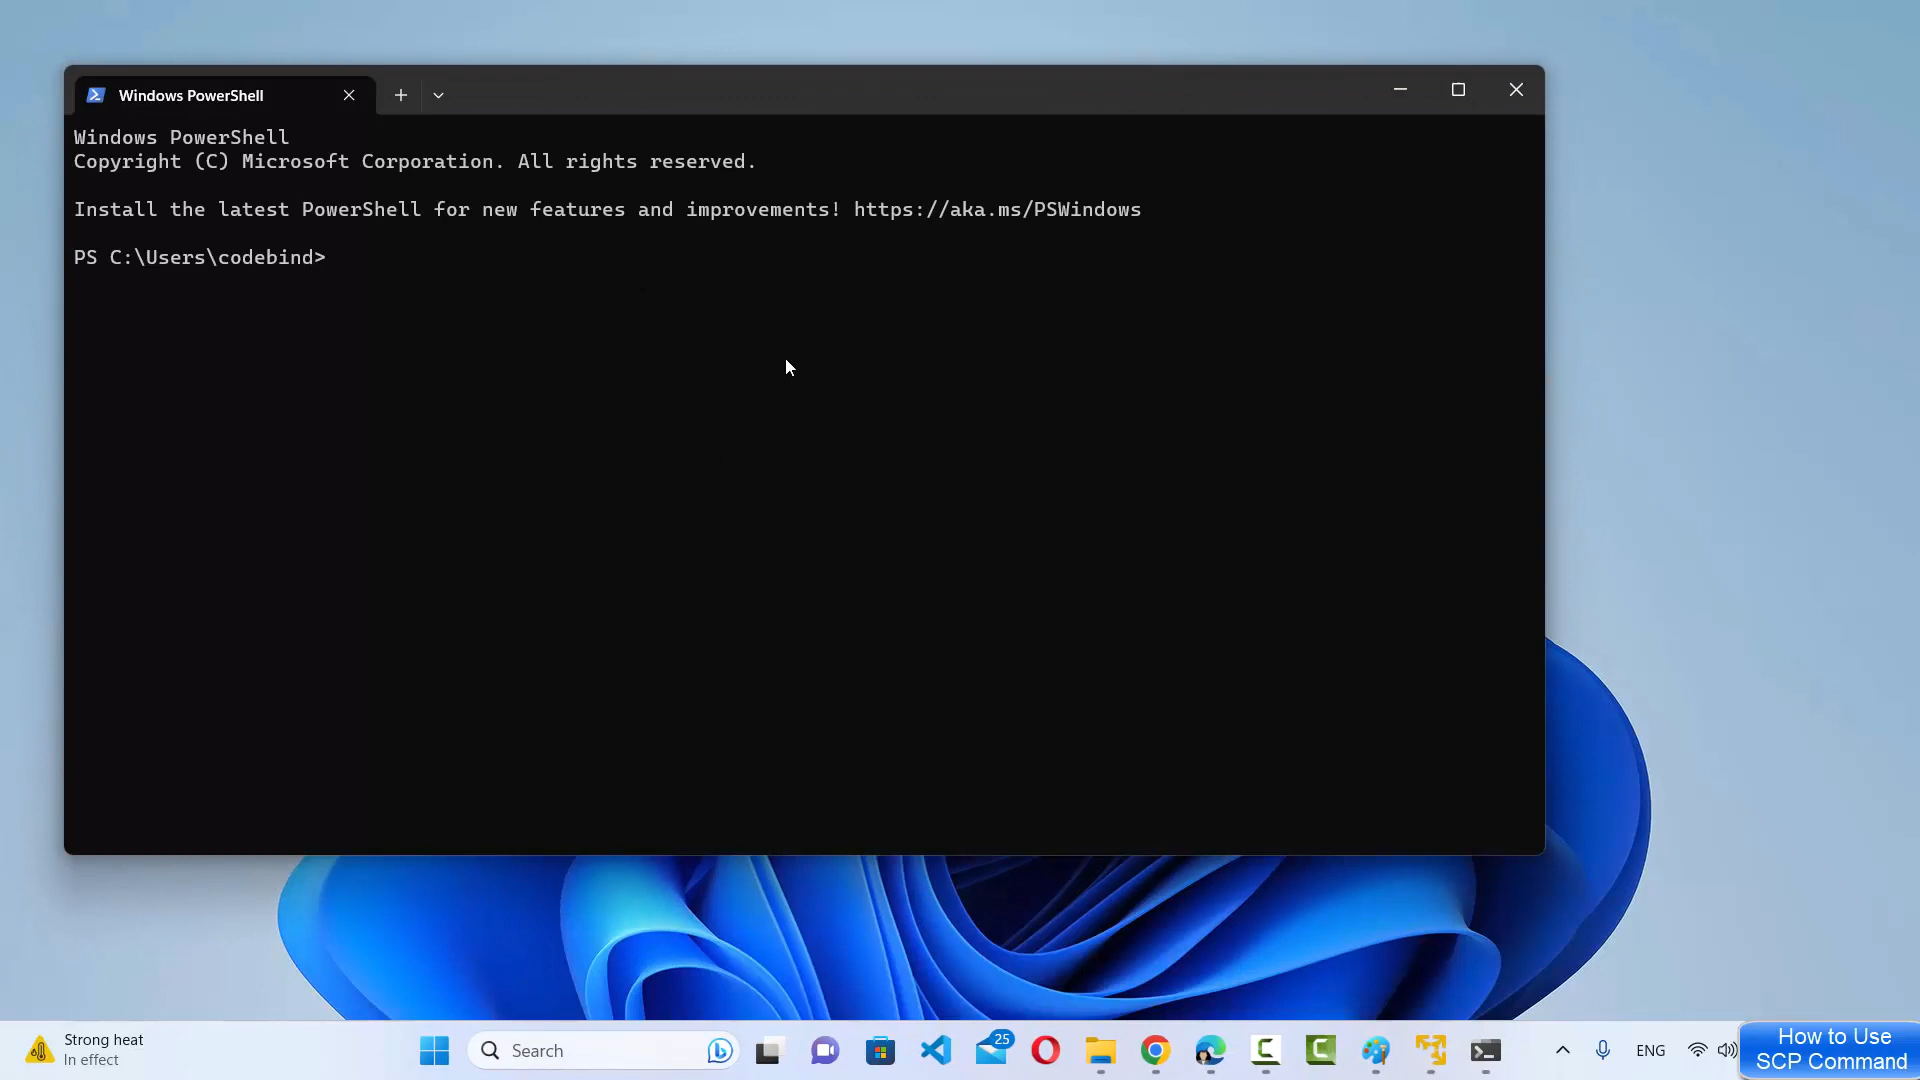 Windows PowerShell
Windows PowerShell
Copyright (C) Microsoft Corporation. All rights reserved.
Install the latest PowerShell for new features and improvements! https://aka.ms/PSWindows
PS C:\Users\codebind>
Strong heat
In effect
Search
25
ENG
How to Use
SCP Command